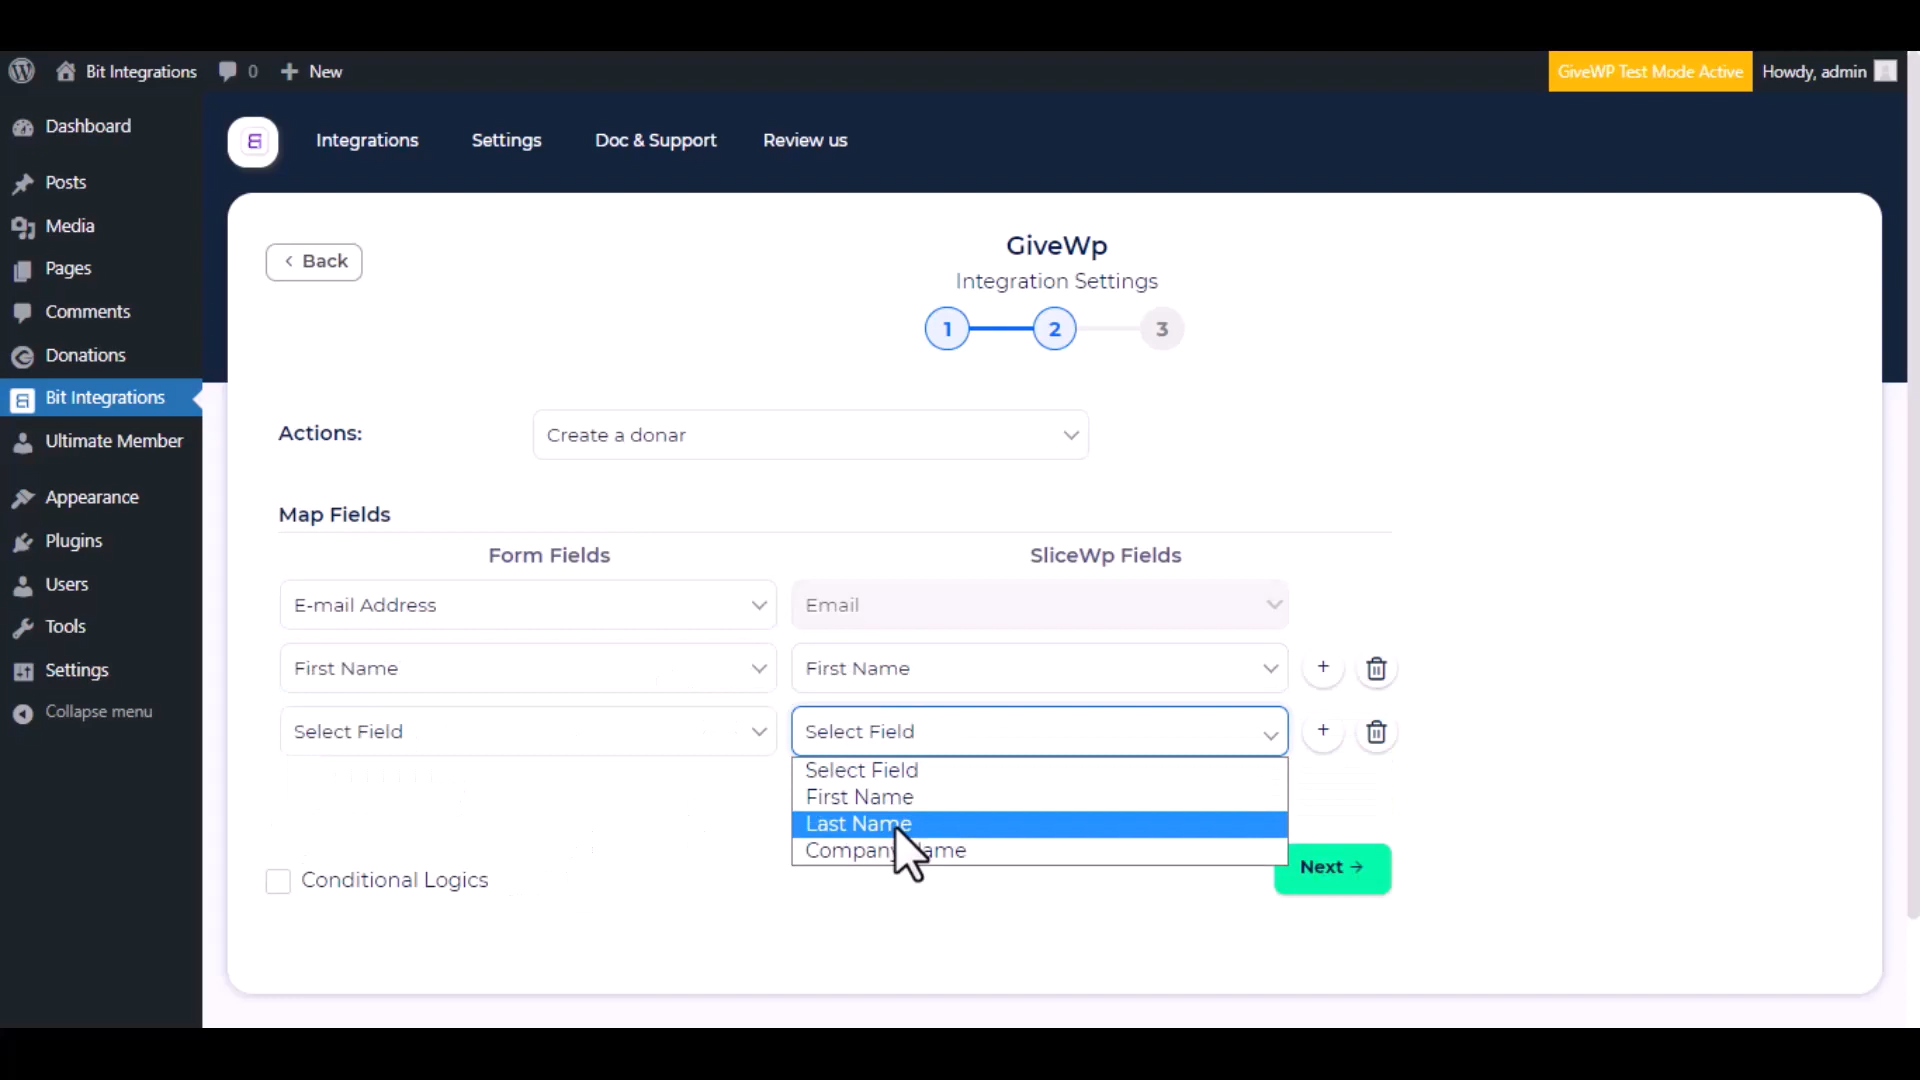 Bit Integrations 0 New GiveWP Test Mode Active Howdy, admin
Dashboard
Posts
Media
Pages
Comments
Donations
Bit Integrations
Ultimate Member
Appearance
Plugins
Users
Tools
Settings
Collapse menu
Integrations Settings Doc & Support Review us
Back
GiveWp
Integration Settings
1 2 3
Actions: Create a donar
Map Fields
Form Fields SliceWp Fields
E-mail Address Email
First Name First Name +
Select Field Select Field +
Select Field
First Name
Last Name
Company Name
Conditional Logics
Next →